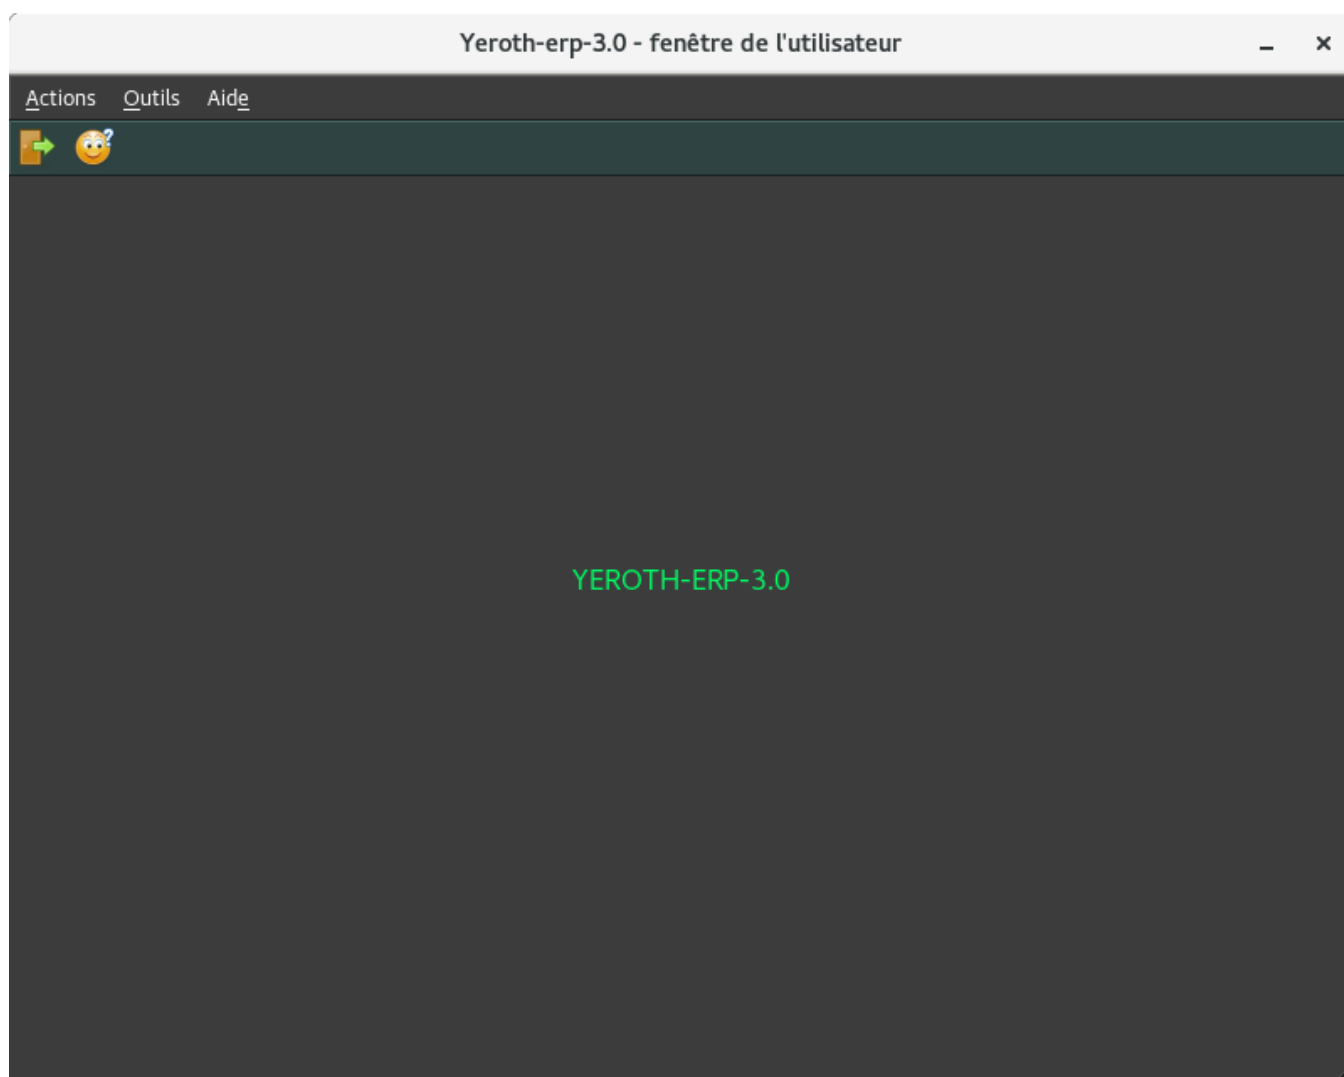 Yeroth-erp-3.0 - fenêtre de l'utilisateur
Actions Outils Aide
YEROTH-ERP-3.0